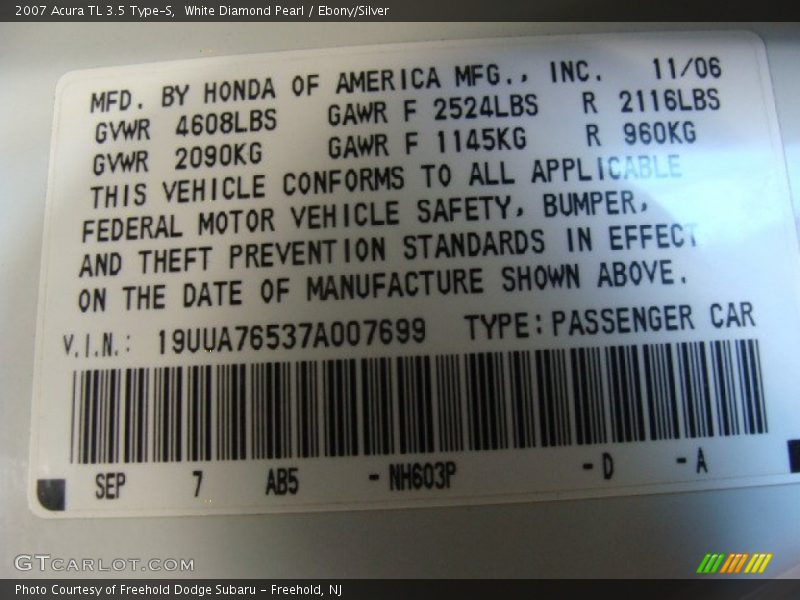 2007 Acura TL 3.5 Type-S, White Diamond Pearl / Ebony/Silver
MFD. BY HONDA OF AMERICA MFG., INC. 11/06
GVWR 4608LBS GAWR F 2524LBS R 2116LBS
GVWR 2090KG GAWR F 1145KG R 960KG
THIS VEHICLE CONFORMS TO ALL APPLICABLE
FEDERAL MOTOR VEHICLE SAFETY, BUMPER,
AND THEFT PREVENTION STANDARDS IN EFFECT
ON THE DATE OF MANUFACTURE SHOWN ABOVE.
V.I.N.: 19UUA76537A007699 TYPE:PASSENGER CAR
SEP 7 AB5 -NH603P -D -A
GTCARLOT.COM
Photo Courtesy of Freehold Dodge Subaru - Freehold, NJ